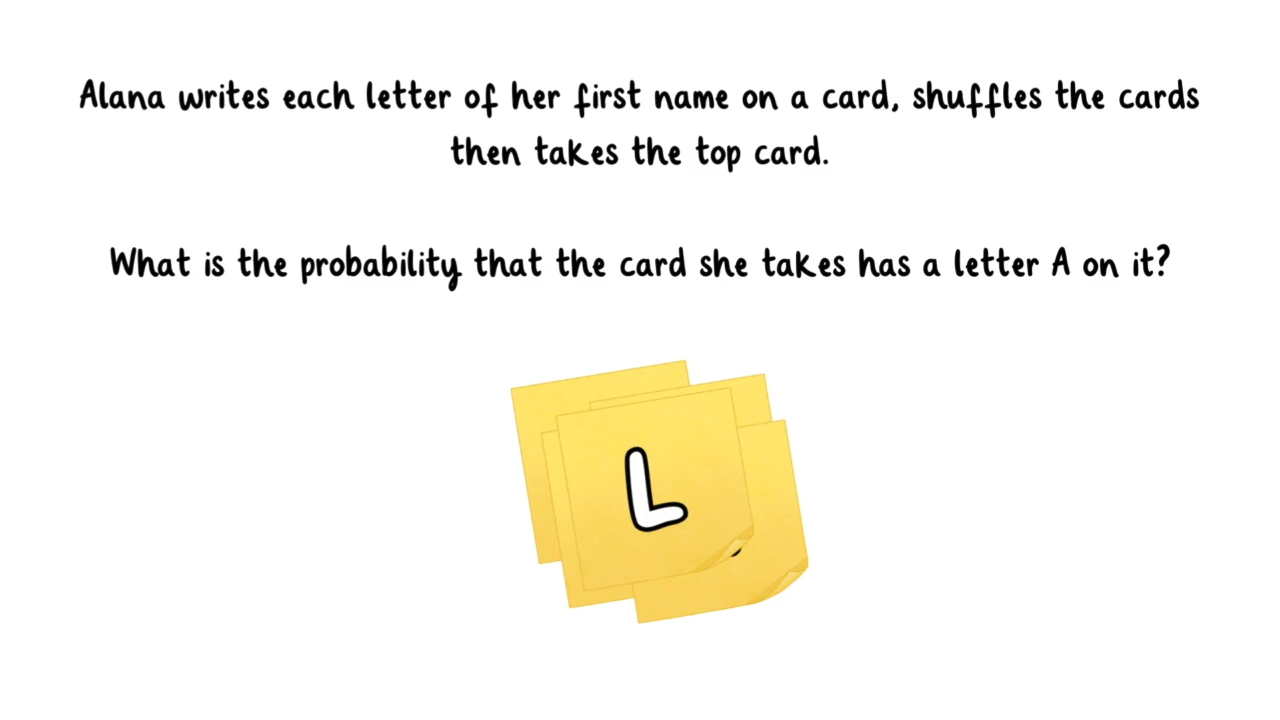 Alana writes each letter of her first name on a card, shuffles the cards
then takes the top card.
What is the probability that the card she takes has a letter A on it?
L